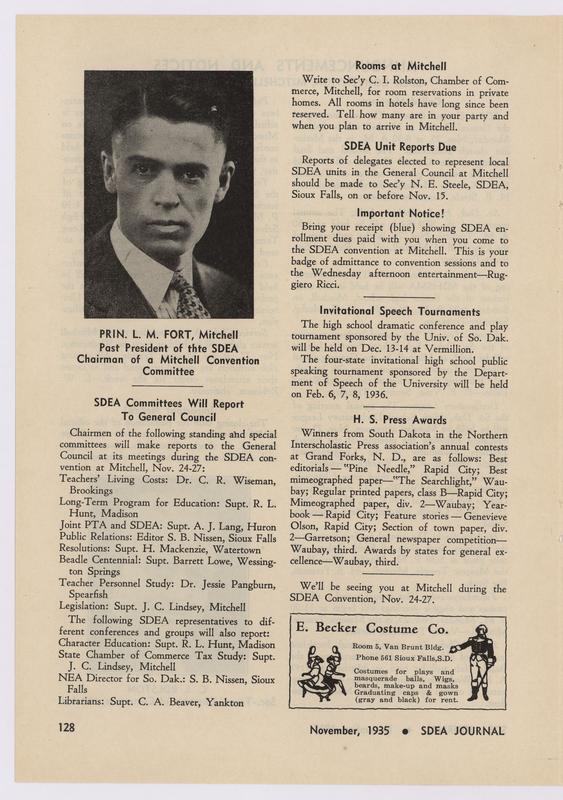 PRIN. L. M. FORT, Mitchell
Past President of thte SDEA
Chairman of a Mitchell Convention
Committee
SDEA Committees Will Report
To General Council
Chairmen of the following standing and special
committees will make reports to the General
Council at its meetings during the SDEA con-
vention at Mitchell, Nov. 24-27:
Teachers' Living Costs: Dr. C. R. Wiseman,
Brookings
Long-Term Program for Education: Supt. R. L.
Hunt, Madison
Joint PTA and SDEA: Supt. A. J. Lang, Huron
Public Relations: Editor S. B. Nissen, Sioux Falls
Resolutions: Supt. H. Mackenzie, Watertown
Beadle Centennial: Supt. Barrett Lowe, Wessing-
ton Springs
Teacher Personnel Study: Dr. Jessie Pangburn,
Spearfish
Legislation: Supt. J. C. Lindsey, Mitchell
The following SDEA representatives to dif-
ferent conferences and groups will also report:
Character Education: Supt. R. L. Hunt, Madison
State Chamber of Commerce Tax Study: Supt.
J. C. Lindsey, Mitchell
NEA Director for So. Dak.: S. B. Nissen, Sioux
Falls
Librarians: Supt. C. A. Beaver, Yankton
Rooms at Mitchell
Write to Sec'y C. I. Rolston, Chamber of Com-
merce, Mitchell, for room reservations in private
homes. All rooms in hotels have long since been
reserved. Tell how many are in your party and
when you plan to arrive in Mitchell.
SDEA Unit Reports Due
Reports of delegates elected to represent local
SDEA units in the General Council at Mitchell
should be made to Sec'y N. E. Steele, SDEA,
Sioux Falls, on or before Nov. 15.
Important Notice!
Bring your receipt (blue) showing SDEA en-
rollment dues paid with you when you come to
the SDEA convention at Mitchell. This is your
badge of admittance to convention sessions and to
the Wednesday afternoon entertainment—Rug-
giero Ricci.
Invitational Speech Tournaments
The high school dramatic conference and play
tournament sponsored by the Univ. of So. Dak.
will be held on Dec. 13-14 at Vermillion.
The four-state invitational high school public
speaking tournament sponsored by the Depart-
ment of Speech of the University will be held
on Feb. 6, 7, 8, 1936.
H. S. Press Awards
Winners from South Dakota in the Northern
Interscholastic Press association's annual contests
at Grand Forks, N. D., are as follows: Best
editorials—"Pine Needle," Rapid City; Best
mimeographed paper—"The Searchlight," Wau-
bay; Regular printed papers, class B—Rapid City;
Mimeographed paper, div. 2—Waubay; Year-
book—Rapid City; Feature stories—Genevieve
Olson, Rapid City; Section of town paper, div.
2—Garretson; General newspaper competition—
Waubay, third. Awards by states for general ex-
cellence—Waubay, third.
We'll be seeing you at Mitchell during the
SDEA Convention, Nov. 24-27.
E. Becker Costume Co.
Room 5, Van Brunt Bldg.
Phone 561 Sioux Falls, S.D.
Costumes for plays and
masquerade balls, Wigs,
beards, make-up and masks
Graduating caps & gown
(gray and black) for rent.
128
November, 1935 ● SDEA JOURNAL